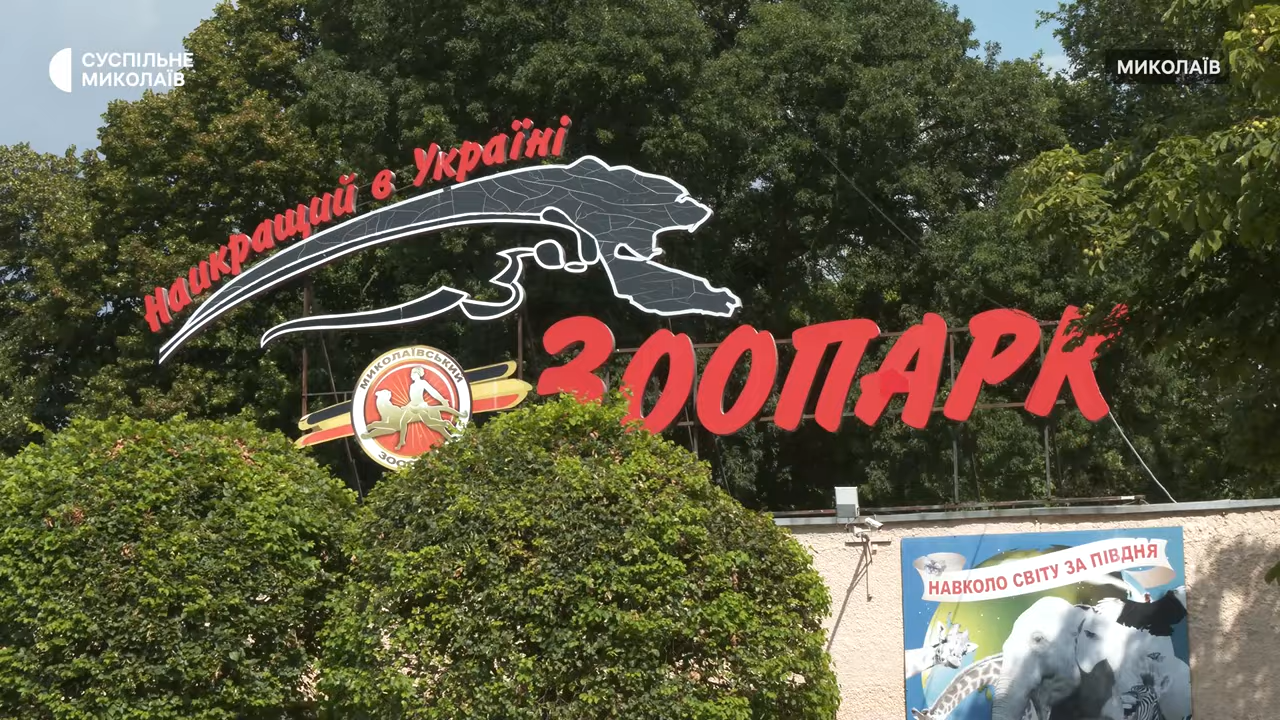 СУСПІЛЬНЕ
МИКОЛАЇВ
МИКОЛАЇВ
Найкращий в Україні
ЗООПАРК
МИКОЛАЇВСЬКИЙ
НАВКОЛО СВІТУ ЗА ПІВДНЯ